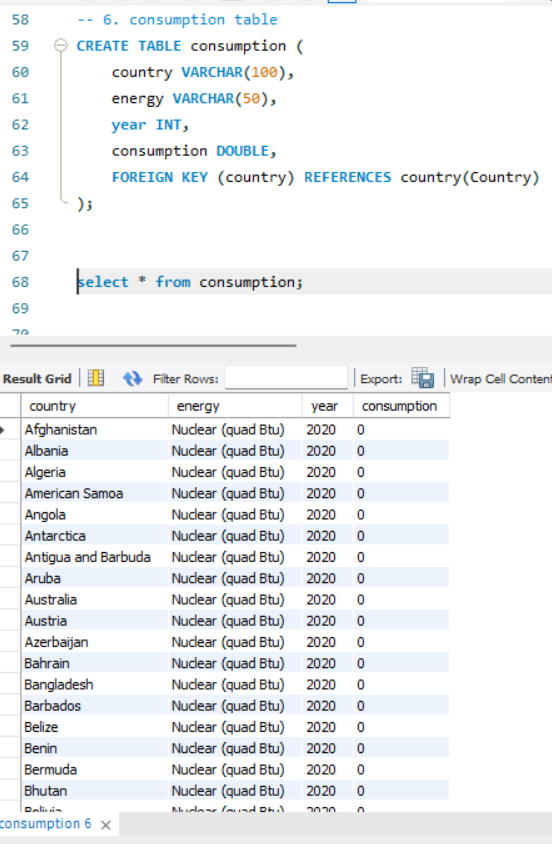 58 -- 6. consumption table
59 CREATE TABLE consumption (
60 country VARCHAR(100),
61 energy VARCHAR(50),
62 year INT,
63 consumption DOUBLE,
64 FOREIGN KEY (country) REFERENCES country(Country)
65 );
66
67
68 select * from consumption;
69
70
Result Grid Filter Rows: Export: Wrap Cell Content
country energy year consumption
Afghanistan Nuclear (quad Btu) 2020 0
Albania Nuclear (quad Btu) 2020 0
Algeria Nuclear (quad Btu) 2020 0
American Samoa Nuclear (quad Btu) 2020 0
Angola Nuclear (quad Btu) 2020 0
Antarctica Nuclear (quad Btu) 2020 0
Antigua and Barbuda Nuclear (quad Btu) 2020 0
Aruba Nuclear (quad Btu) 2020 0
Australia Nuclear (quad Btu) 2020 0
Austria Nuclear (quad Btu) 2020 0
Azerbaijan Nuclear (quad Btu) 2020 0
Bahrain Nuclear (quad Btu) 2020 0
Bangladesh Nuclear (quad Btu) 2020 0
Barbados Nuclear (quad Btu) 2020 0
Belize Nuclear (quad Btu) 2020 0
Benin Nuclear (quad Btu) 2020 0
Bermuda Nuclear (quad Btu) 2020 0
Bhutan Nuclear (quad Btu) 2020 0
Bolivia Nuclear (quad Btu) 2020 0
consumption 6